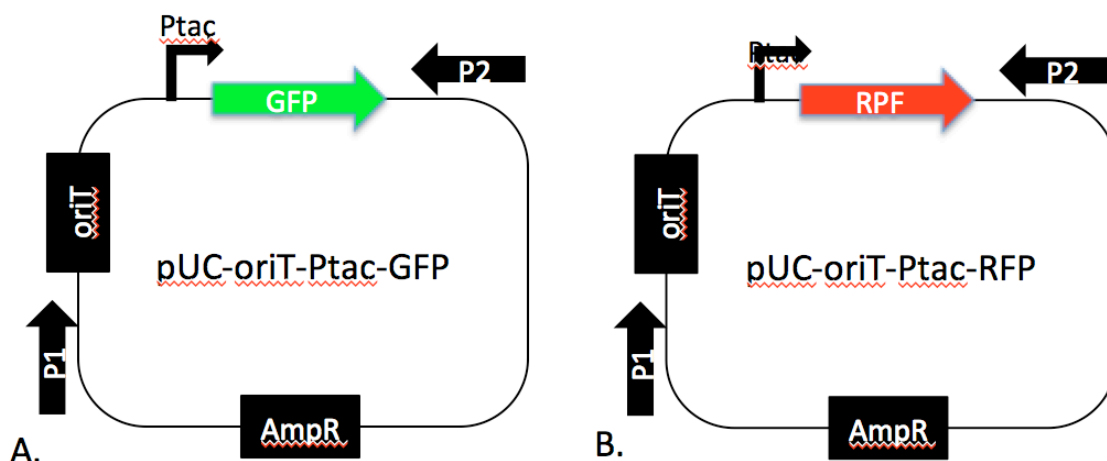 Ptac
P2
GFP
oriT
pUC-oriT-Ptac-GFP
P1
AmpR
A.
Ptac
P2
RPF
oriT
pUC-oriT-Ptac-RFP
P1
AmpR
B.